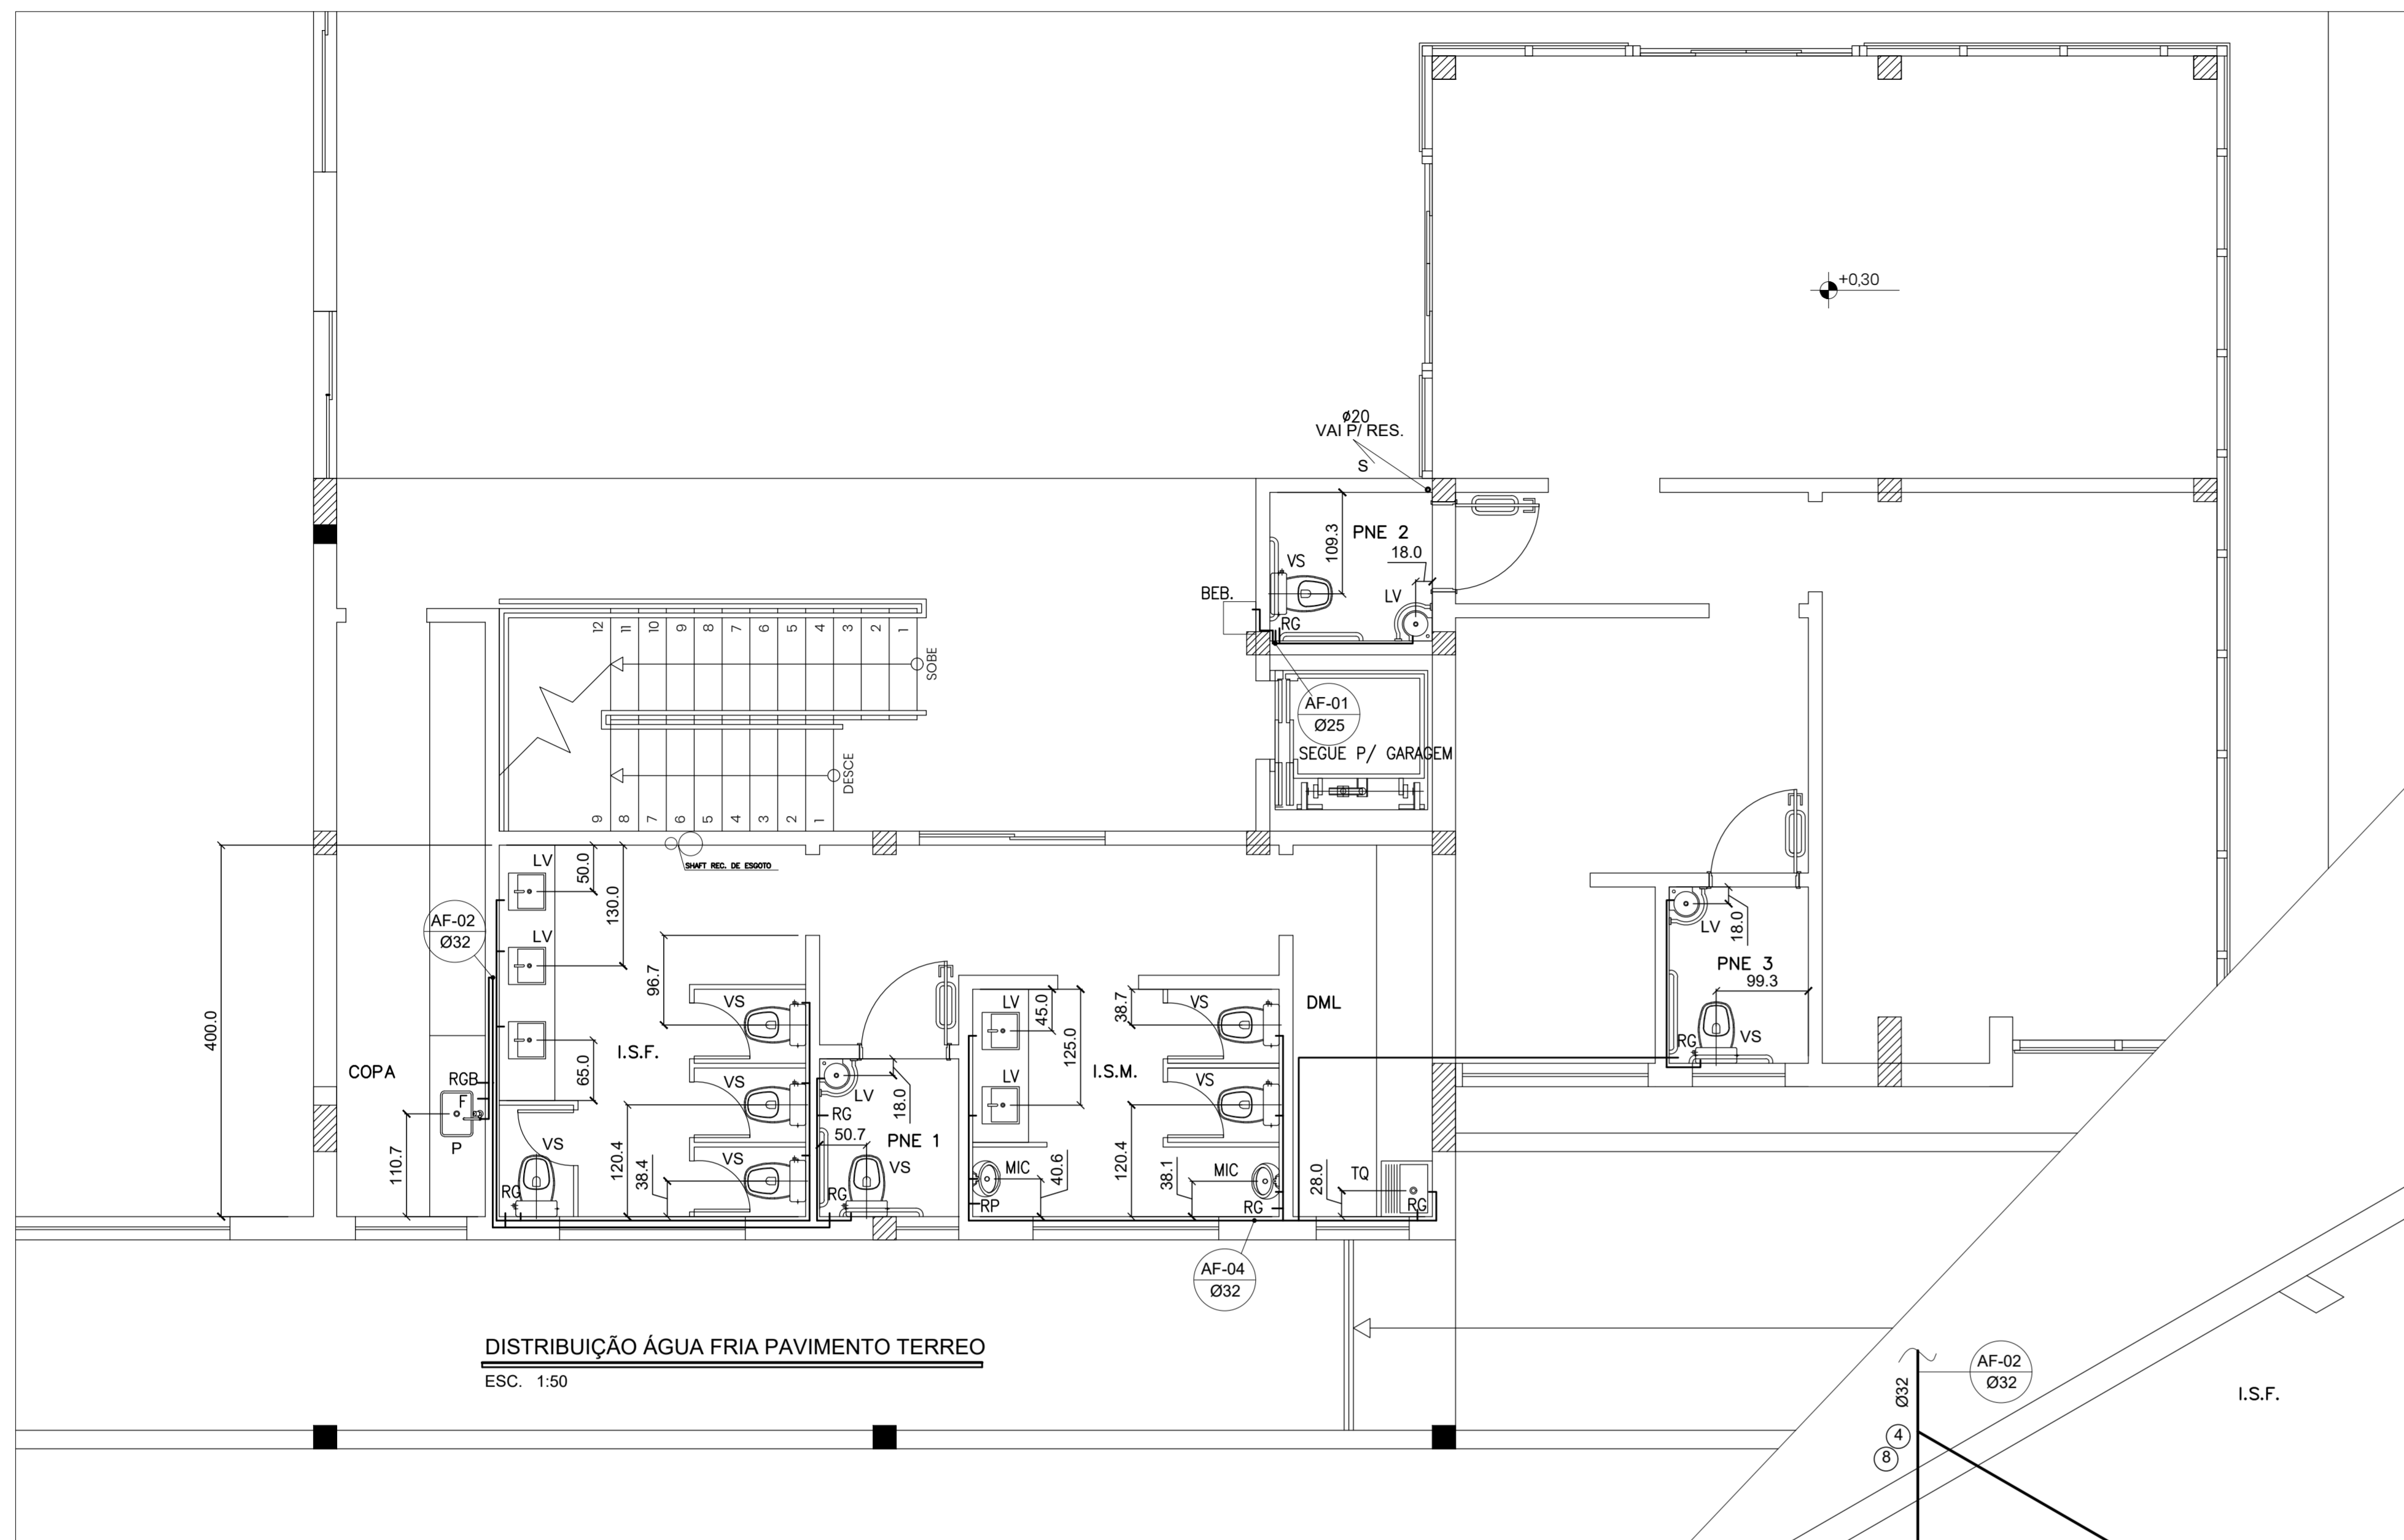 +0,30
ø20
VAI P/ RES.
S
109.3
PNE 2
18.0
VS
BEB.
LV
RG
12
11
10
9
8
7
6
5
4
3
2
1
SOBE
AF-01
Ø25
SEGUE P/ GARAGEM
DESCE
9
8
7
6
5
4
3
2
1
SHAFT REC. DE ESGOTO
LV
50.0
130.0
AF-02
Ø32
LV
96.7
VS
LV
45.0
38.7
VS
DML
LV
18.0
PNE 3
99.3
400.0
I.S.F.
125.0
I.S.M.
RG
VS
COPA
RGB
65.0
VS
LV
VS
F
LV
18.0
RG
110.7
P
VS
120.4
50.7
PNE 1
120.4
38.4
VS
VS
MIC
40.6
38.1
MIC
28.0
TQ
RG
RG
RP
RG
RG
AF-04
Ø32
DISTRIBUIÇÃO ÁGUA FRIA PAVIMENTO TERREO
ESC. 1:50
AF-02
Ø32
Ø32
I.S.F.
4
8